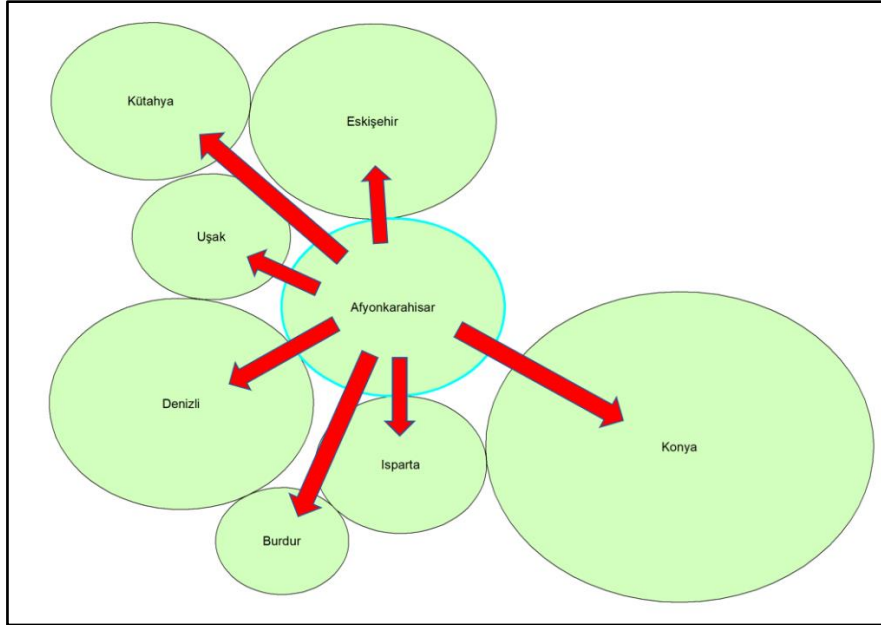 Kütahya
Eskişehir
Uşak
Afyonkarahisar
Denizli
Isparta
Konya
Burdur